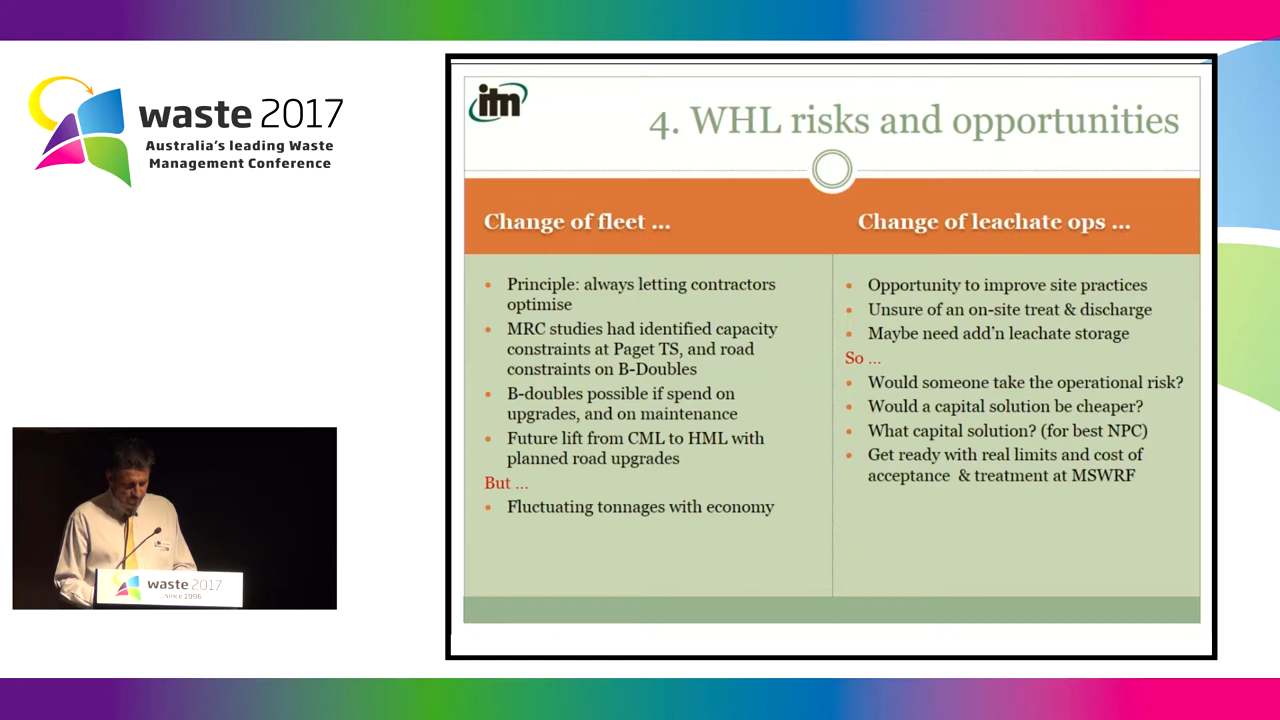 waste 2017
Australia's leading Waste
Management Conference
itm
4. WHL risks and opportunities
Change of fleet ...
• Principle: always letting contractors
optimise
• MRC studies had identified capacity
constraints at Paget TS, and road
constraints on B-Doubles
• B-doubles possible if spend on
upgrades, and on maintenance
• Future lift from CML to HML with
planned road upgrades
But ...
• Fluctuating tonnages with economy
Change of leachate ops ...
• Opportunity to improve site practices
• Unsure of an on-site treat & discharge
• Maybe need add'n leachate storage
So ...
• Would someone take the operational risk?
• Would a capital solution be cheaper?
• What capital solution? (for best NPC)
• Get ready with real limits and cost of
acceptance & treatment at MSWRF
waste 2017
since 1996